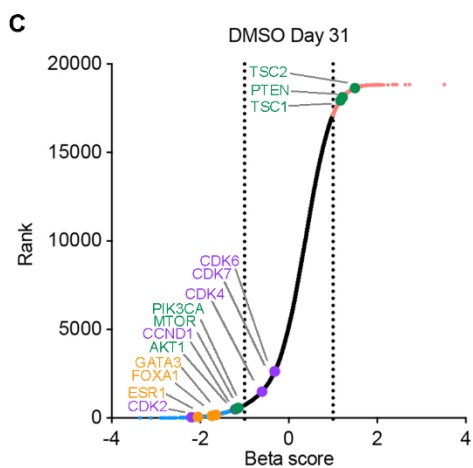 C
DMSO Day 31
20000
15000
10000
5000
0
Rank
TSC2
PTEN
TSC1
CDK6
CDK7
CDK4
PIK3CA
MTOR
CCND1
AKT1
GATA3
FOXA1
ESR1
CDK2
-4
-2
0
2
4
Beta score